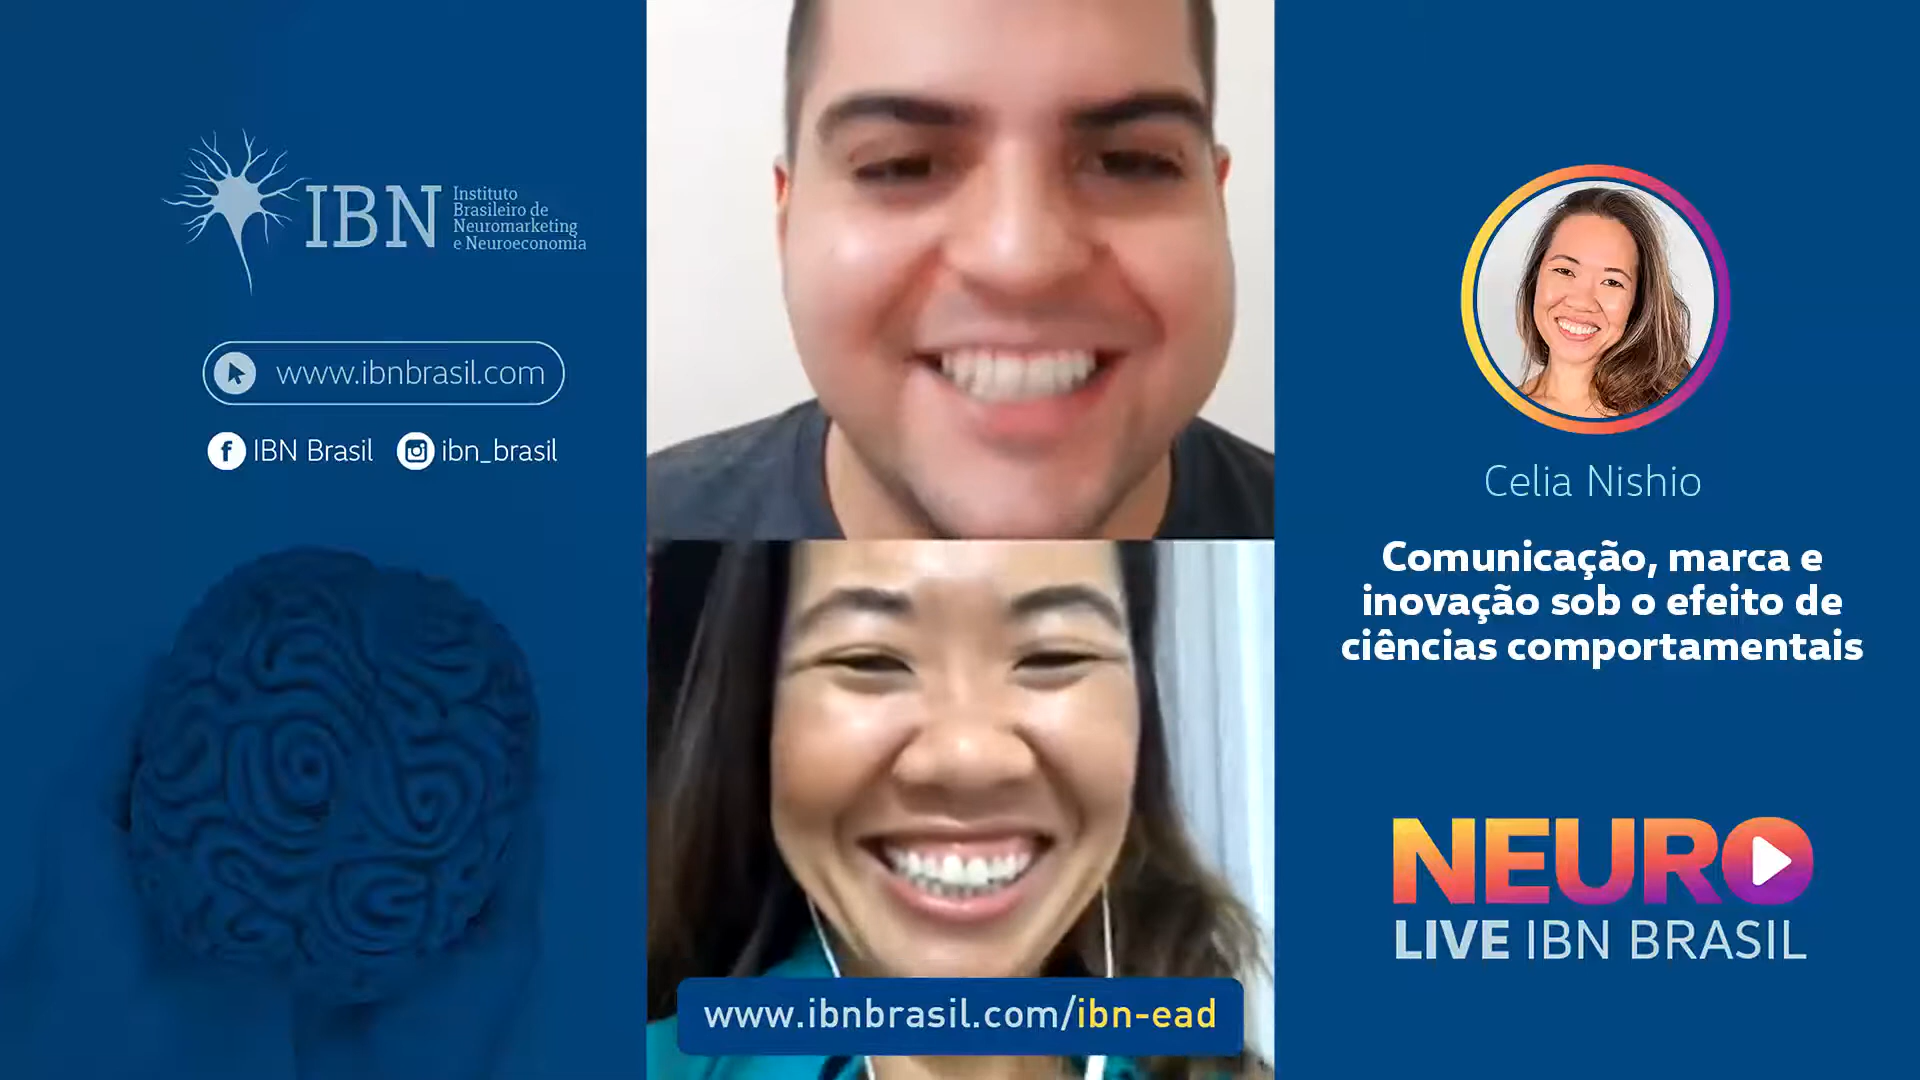 IBN
Instituto
Brasileiro de
Neuromarketing
e Neuroeconomia
www.ibnbrasil.com
f IBN Brasil ibn_brasil
www.ibnbrasil.com/ibn-ead
Celia Nishio
Comunicação, marca e
inovação sob o efeito de
ciências comportamentais
NEURO
LIVE IBN BRASIL